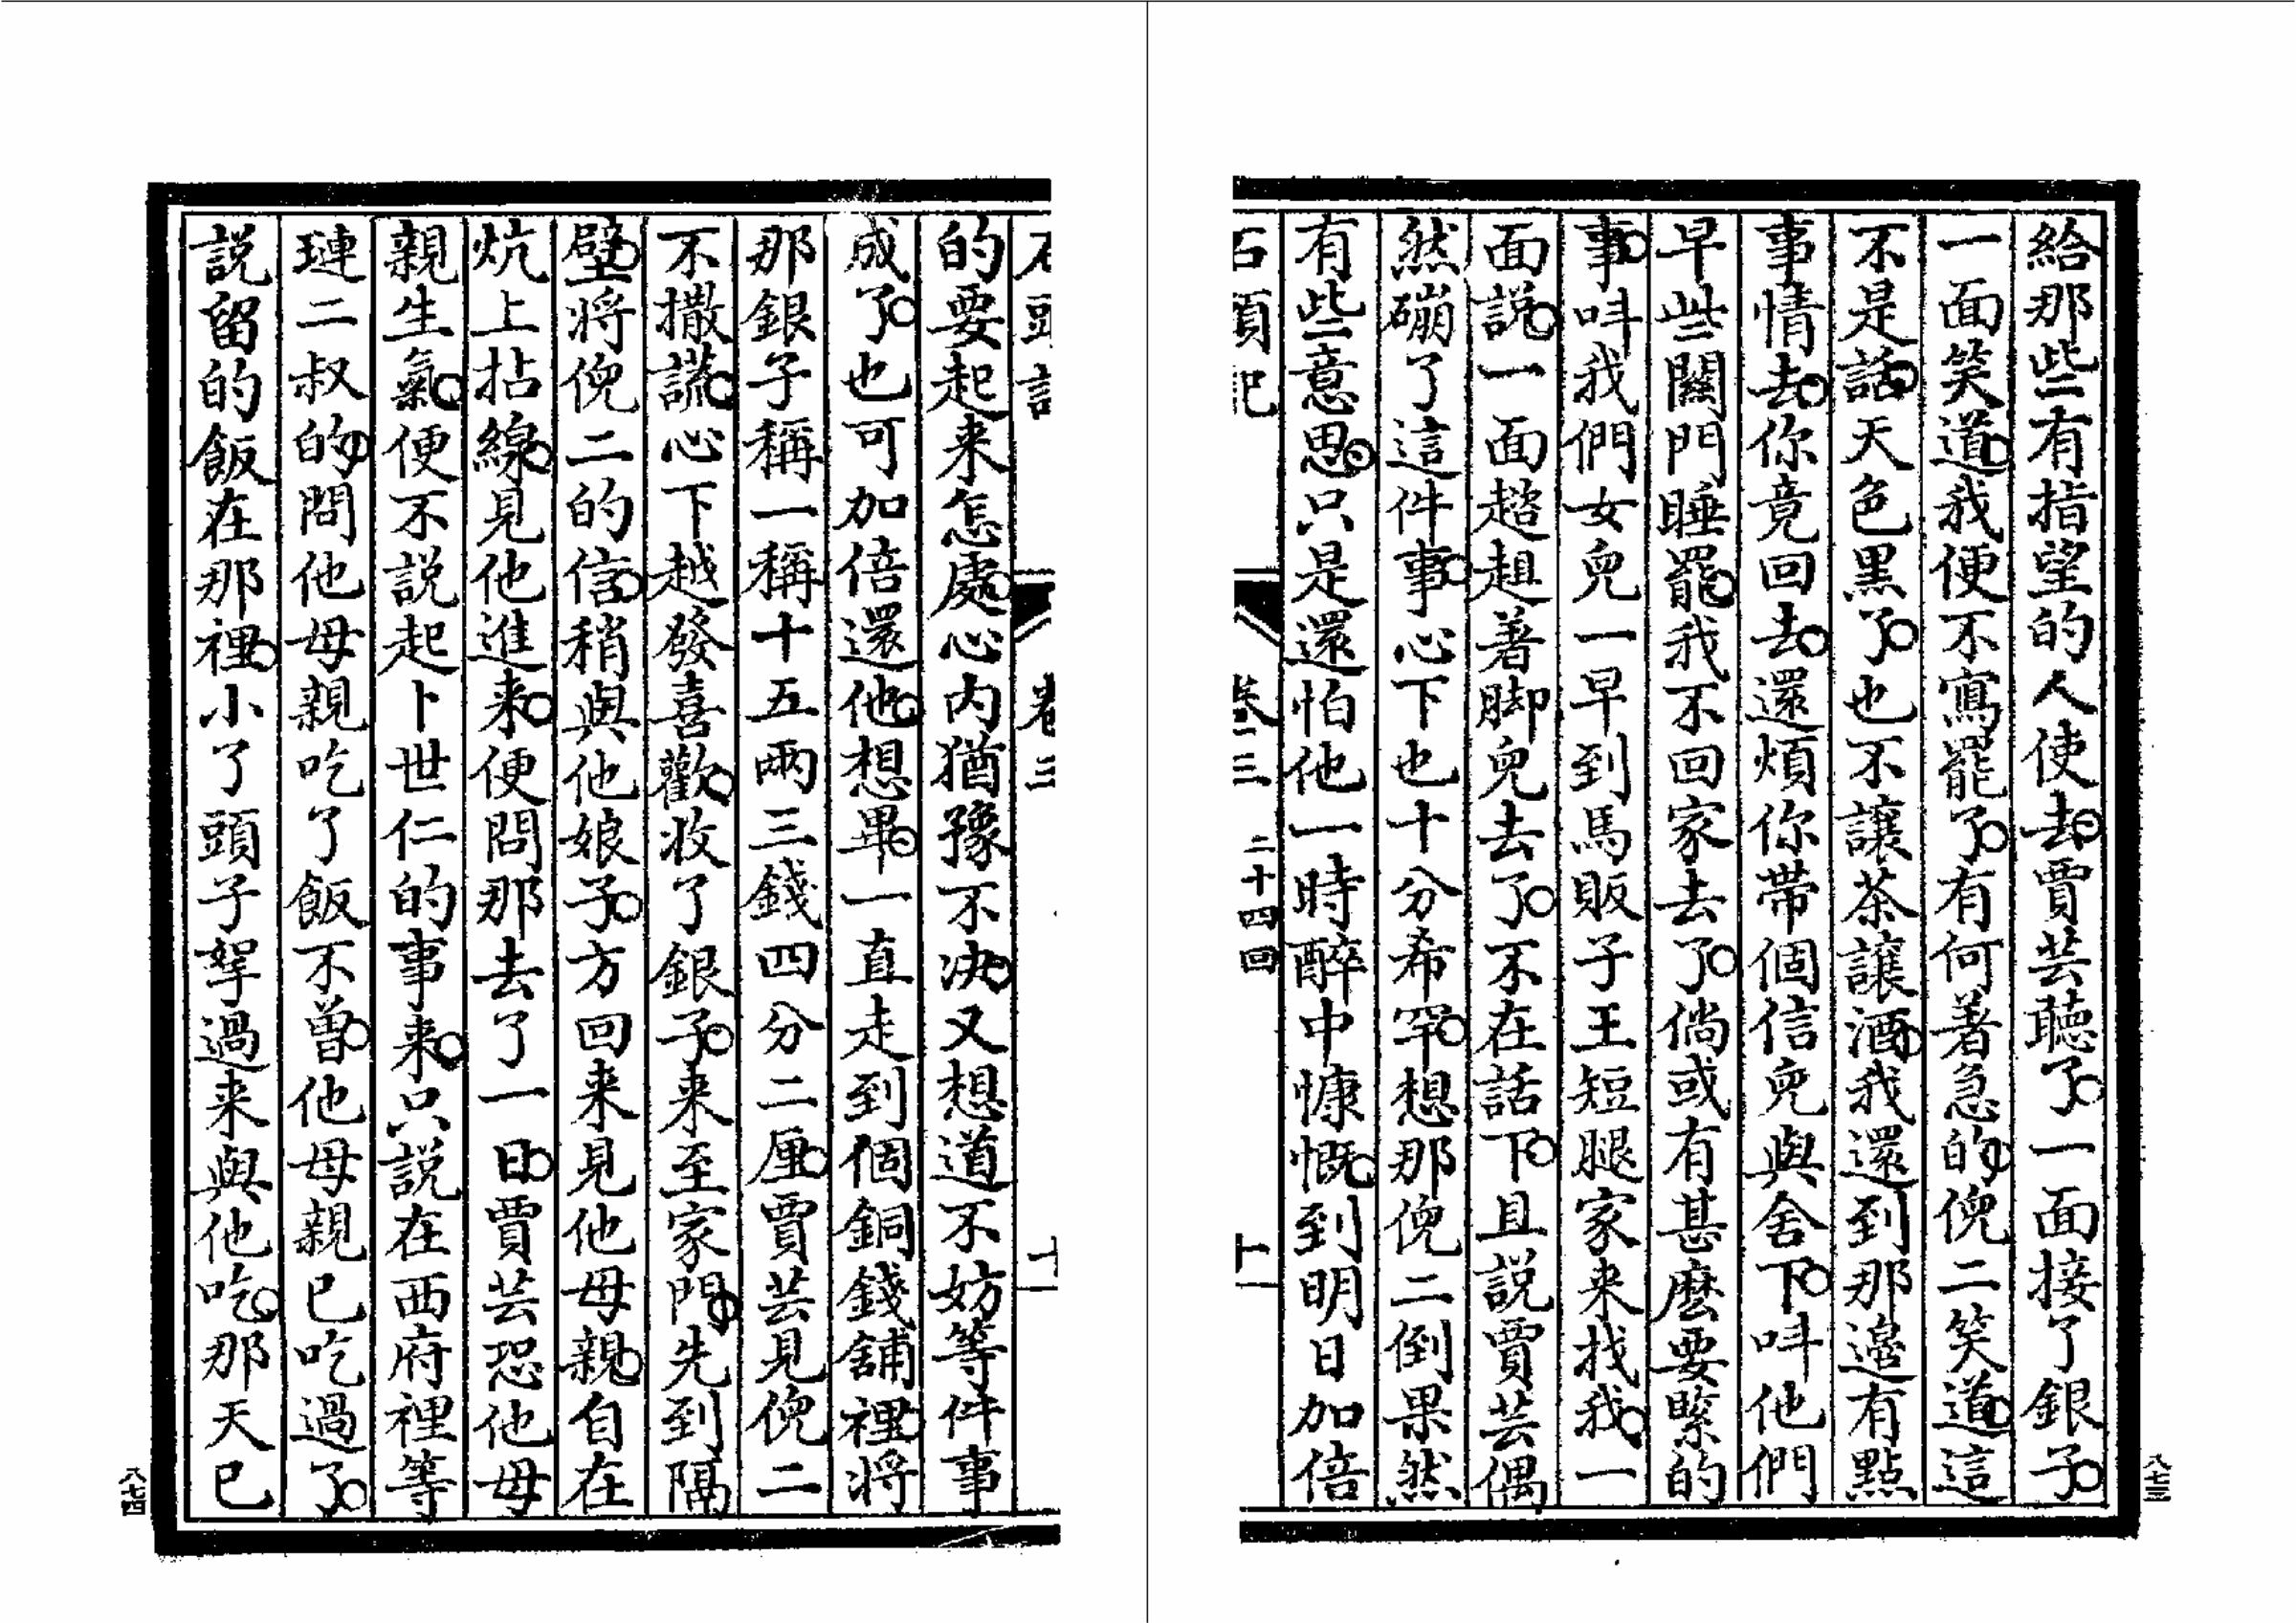 給那些有指望的人使去賈芸聽了一面接了銀子
一面笑道我便不寫罷了有何著急的倪二笑道這
不是話天色黑了也不讓茶讓酒我還到那邊有點
事情去你竟回去還煩你帶個信兒與舍下呌他們
早些關門睡罷我不回家去了倘或有甚麽要緊的
事呌我們女兒一早到馬販子王短腿家来找我一
面説一面趦趄著脚兒去了不在話下且説賈芸偶
然碰了這件事心下也十分希罕想那倪二倒果然
有些意思只是還怕他一時醉中慷慨到明日加倍
石頭記 卷三 二十四回 十一
八七三
石頭記 卷三 十一
的要起来怎處心内猶豫不决又想道不妨等件事
成了也可加倍還他想畢一直走到個銅錢舖裡將
那銀子稱一稱十五兩三錢四分二厘賈芸見倪二
不撒謊心下越發喜歡收了銀子来至家門先到隔
壁將倪二的信稍與他娘子方回来見他母親自在
炕上拈線見他進来便問那去了一日賈芸恐他母
親生氣便不説起卜世仁的事来只説在西府裡等
璉二叔的問他母親吃了飯不曾他母親已吃過了
説留的飯在那裡小了頭子拏過来與他吃那天已
八七四